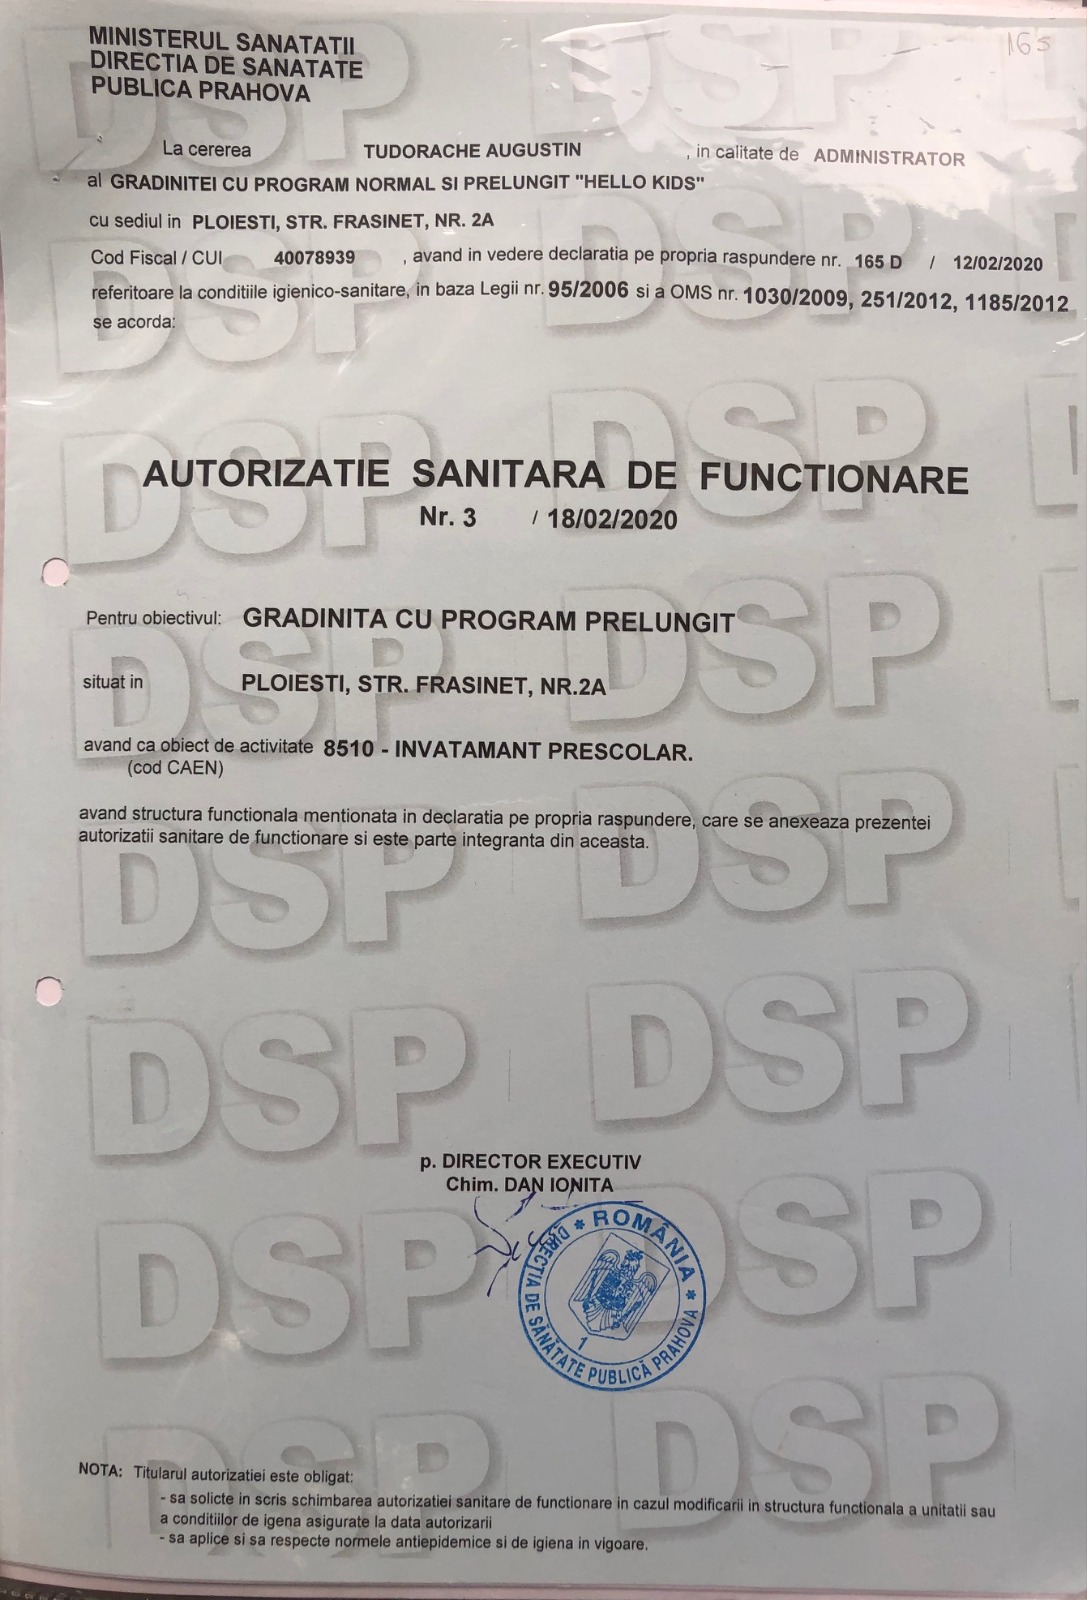 MINISTERUL SANATATII
DIRECTIA DE SANATATE
PUBLICA PRAHOVA
165
La cererea TUDORACHE AUGUSTIN , in calitate de ADMINISTRATOR
al GRADINITEI CU PROGRAM NORMAL SI PRELUNGIT "HELLO KIDS"
cu sediul in PLOIESTI, STR. FRASINET, NR. 2A
Cod Fiscal / CUI 40078939 , avand in vedere declaratia pe propria raspundere nr. 165 D / 12/02/2020
referitoare la conditiile igienico-sanitare, in baza Legii nr. 95/2006 si a OMS nr. 1030/2009, 251/2012, 1185/2012
se acorda:
AUTORIZATIE SANITARA DE FUNCTIONARE
Nr. 3 / 18/02/2020
Pentru obiectivul: GRADINITA CU PROGRAM PRELUNGIT
situat in PLOIESTI, STR. FRASINET, NR.2A
avand ca obiect de activitate 8510 - INVATAMANT PRESCOLAR.
(cod CAEN)
avand structura functionala mentionata in declaratia pe propria raspundere, care se anexeaza prezentei
autorizatii sanitare de functionare si este parte integranta din aceasta.
p. DIRECTOR EXECUTIV
Chim. DAN IONITA
* ROMÂNIA *
DIRECȚIA DE SĂNĂTATE PUBLICĂ PRAHOVA
1
NOTA: Titularul autorizatiei este obligat:
- sa solicte in scris schimbarea autorizatiei sanitare de functionare in cazul modificarii in structura functionala a unitatii sau
a conditiilor de igena asigurate la data autorizarii
- sa aplice si sa respecte normele antiepidemice si de igiena in vigoare.